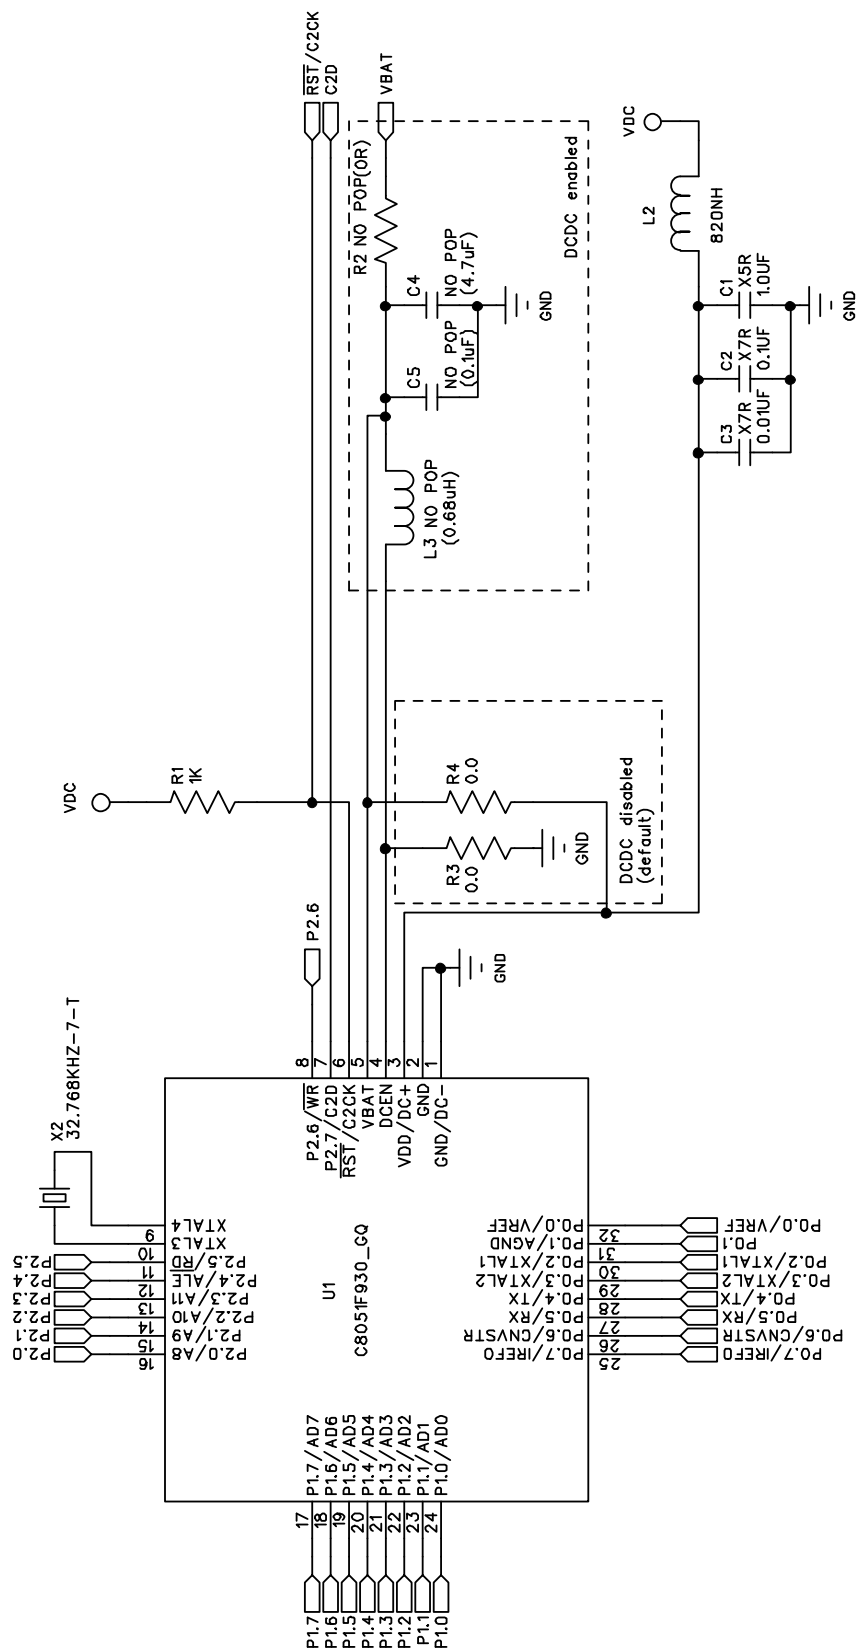 RST/C2CK
C2D
VBAT
VDC
R2 NO POP(0R)
C4
NO POP
(4.7uF)
C5
NO POP
(0.1uF)
GND
DCDC enabled
L3 NO POP
(0.68uH)
L2
820NH
C1
X5R
1.0UF
C2
X7R
0.1UF
C3
X7R
0.01UF
GND
VDC
R1
1K
R4
0.0
R3
0.0
GND
DCDC disabled
(default)
P2.6
GND
X2
32.768KHZ-7-T
8
7
6
5
4
3
2
1
P2.6/WR
P2.7/C2D
RST/C2CK
VBAT
DCEN
VDD/DC+
GND
GND/DC-
9
10
11
12
13
14
15
16
XTAL4
XTAL3
P2.5/RD
P2.4/ALE
P2.3/A11
P2.2/A10
P2.1/A9
P2.0/A8
P2.5
P2.4
P2.3
P2.2
P2.1
P2.0
U1
C8051F930_GQ
P0.0/VREF
P0.1/AGND
P0.2/XTAL1
P0.3/XTAL2
P0.4/TX
P0.5/RX
P0.6/CNVSTR
P0.7/IREF0
32
31
30
29
28
27
26
25
P0.0/VREF
P0.1
P0.2/XTAL1
P0.3/XTAL2
P0.4/TX
P0.5/RX
P0.6/CNVSTR
P0.7/IREF0
P1.7/AD7
P1.6/AD6
P1.5/AD5
P1.4/AD4
P1.3/AD3
P1.2/AD2
P1.1/AD1
P1.0/AD0
17
18
19
20
21
22
23
24
P1.7
P1.6
P1.5
P1.4
P1.3
P1.2
P1.1
P1.0